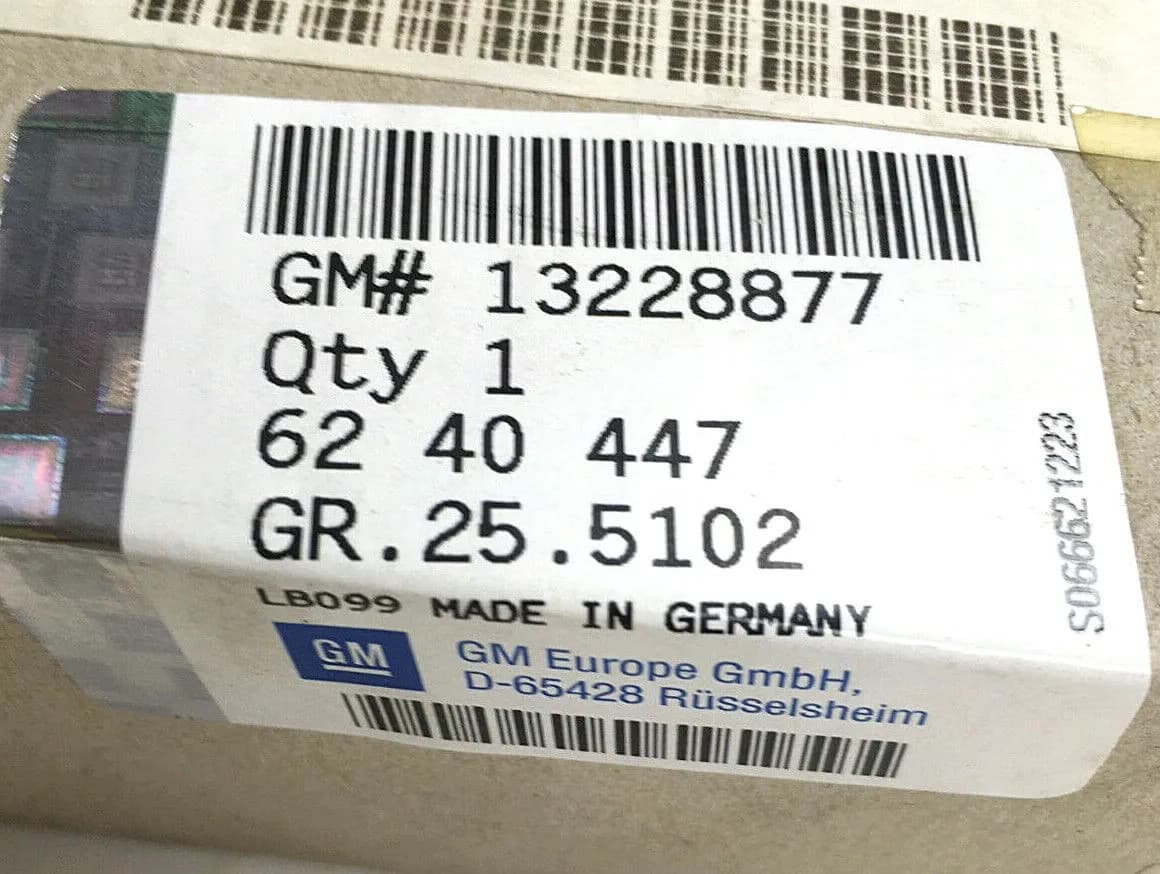 GM# 13228877
Qty 1
62 40 447
GR.25.5102
S066621223
LB099 MADE IN GERMANY
GM
GM Europe GmbH,
D-65428 Rüsselsheim